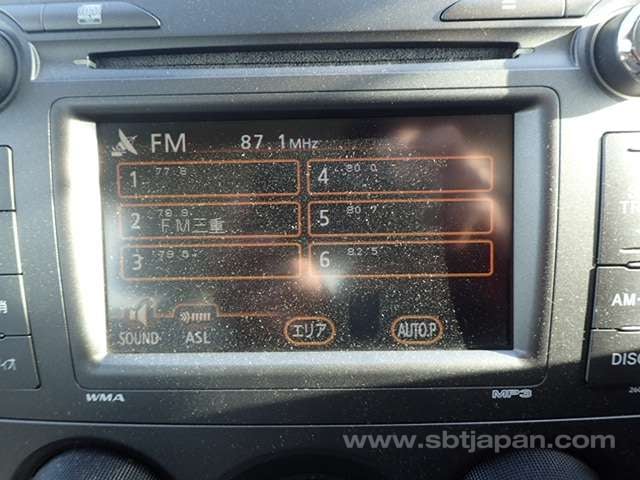 FM 87.1MHz
1 77.8 4 80.0
2 78.9 5 80.7
FM三重
3 79.5 6 82.5
SOUND ASL エリア AUTO.P
AM
DISC
WMA MP3
www.sbtjapan.com